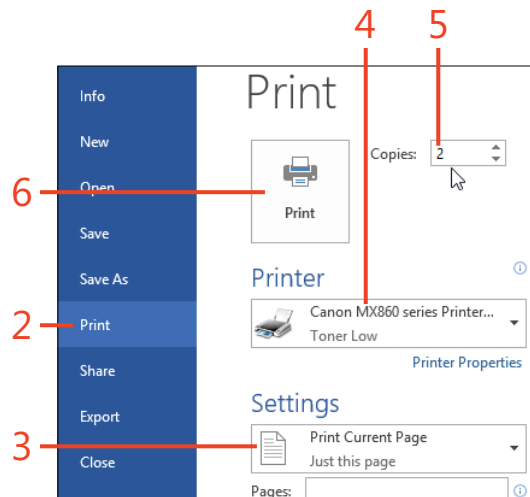 4
5
Info
New
Open
Save
Save As
Print
Share
Export
Close
Print
Copies:
2
Print
6
Printer
Canon MX860 series Printer...
Toner Low
Printer Properties
2
Settings
Print Current Page
Just this page
3
Pages: